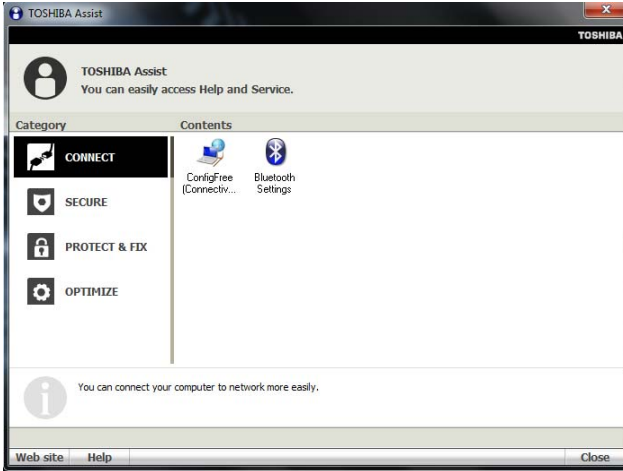 TOSHIBA Assist
TOSHIBA
TOSHIBA Assist
You can easily access Help and Service.
Category
Contents
CONNECT
SECURE
PROTECT & FIX
OPTIMIZE
ConfigFree
(Connectiv...
Bluetooth
Settings
You can connect your computer to network more easily.
Web site
Help
Close